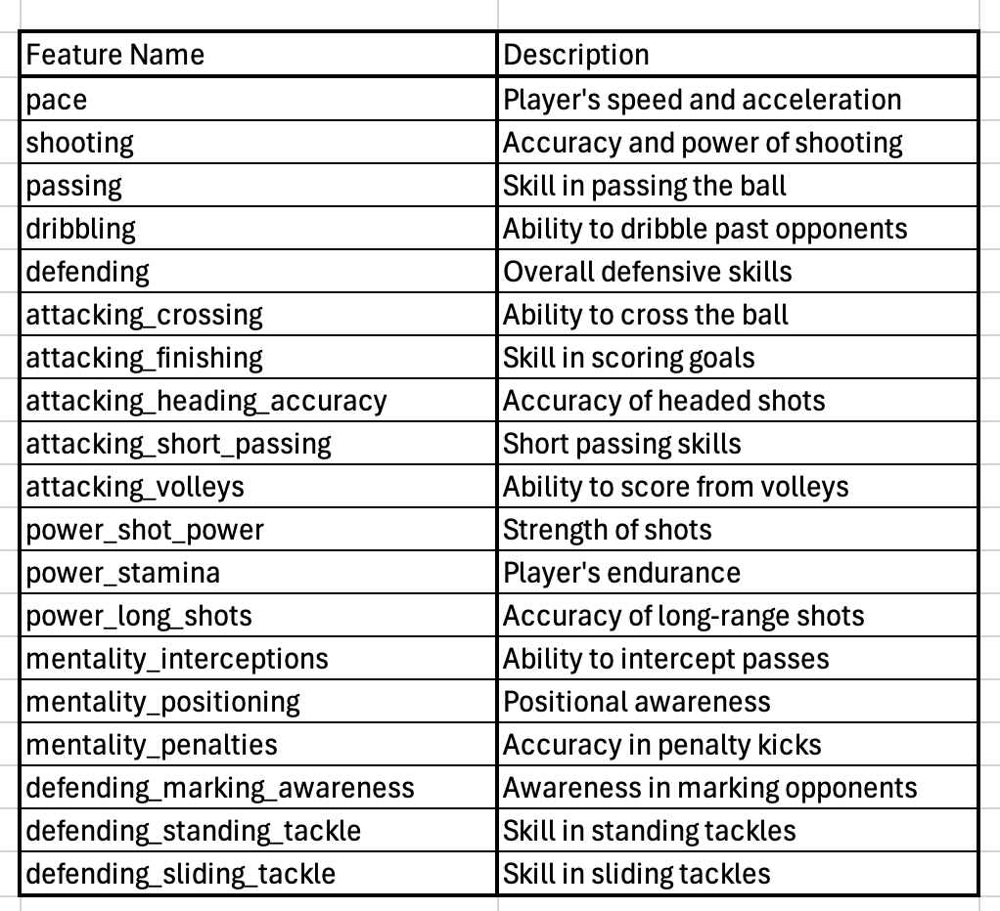 Feature Name Description
pace Player's speed and acceleration
shooting Accuracy and power of shooting
passing Skill in passing the ball
dribbling Ability to dribble past opponents
defending Overall defensive skills
attacking_crossing Ability to cross the ball
attacking_finishing Skill in scoring goals
attacking_heading_accuracy Accuracy of headed shots
attacking_short_passing Short passing skills
attacking_volleys Ability to score from volleys
power_shot_power Strength of shots
power_stamina Player's endurance
power_long_shots Accuracy of long-range shots
mentality_interceptions Ability to intercept passes
mentality_positioning Positional awareness
mentality_penalties Accuracy in penalty kicks
defending_marking_awareness Awareness in marking opponents
defending_standing_tackle Skill in standing tackles
defending_sliding_tackle Skill in sliding tackles